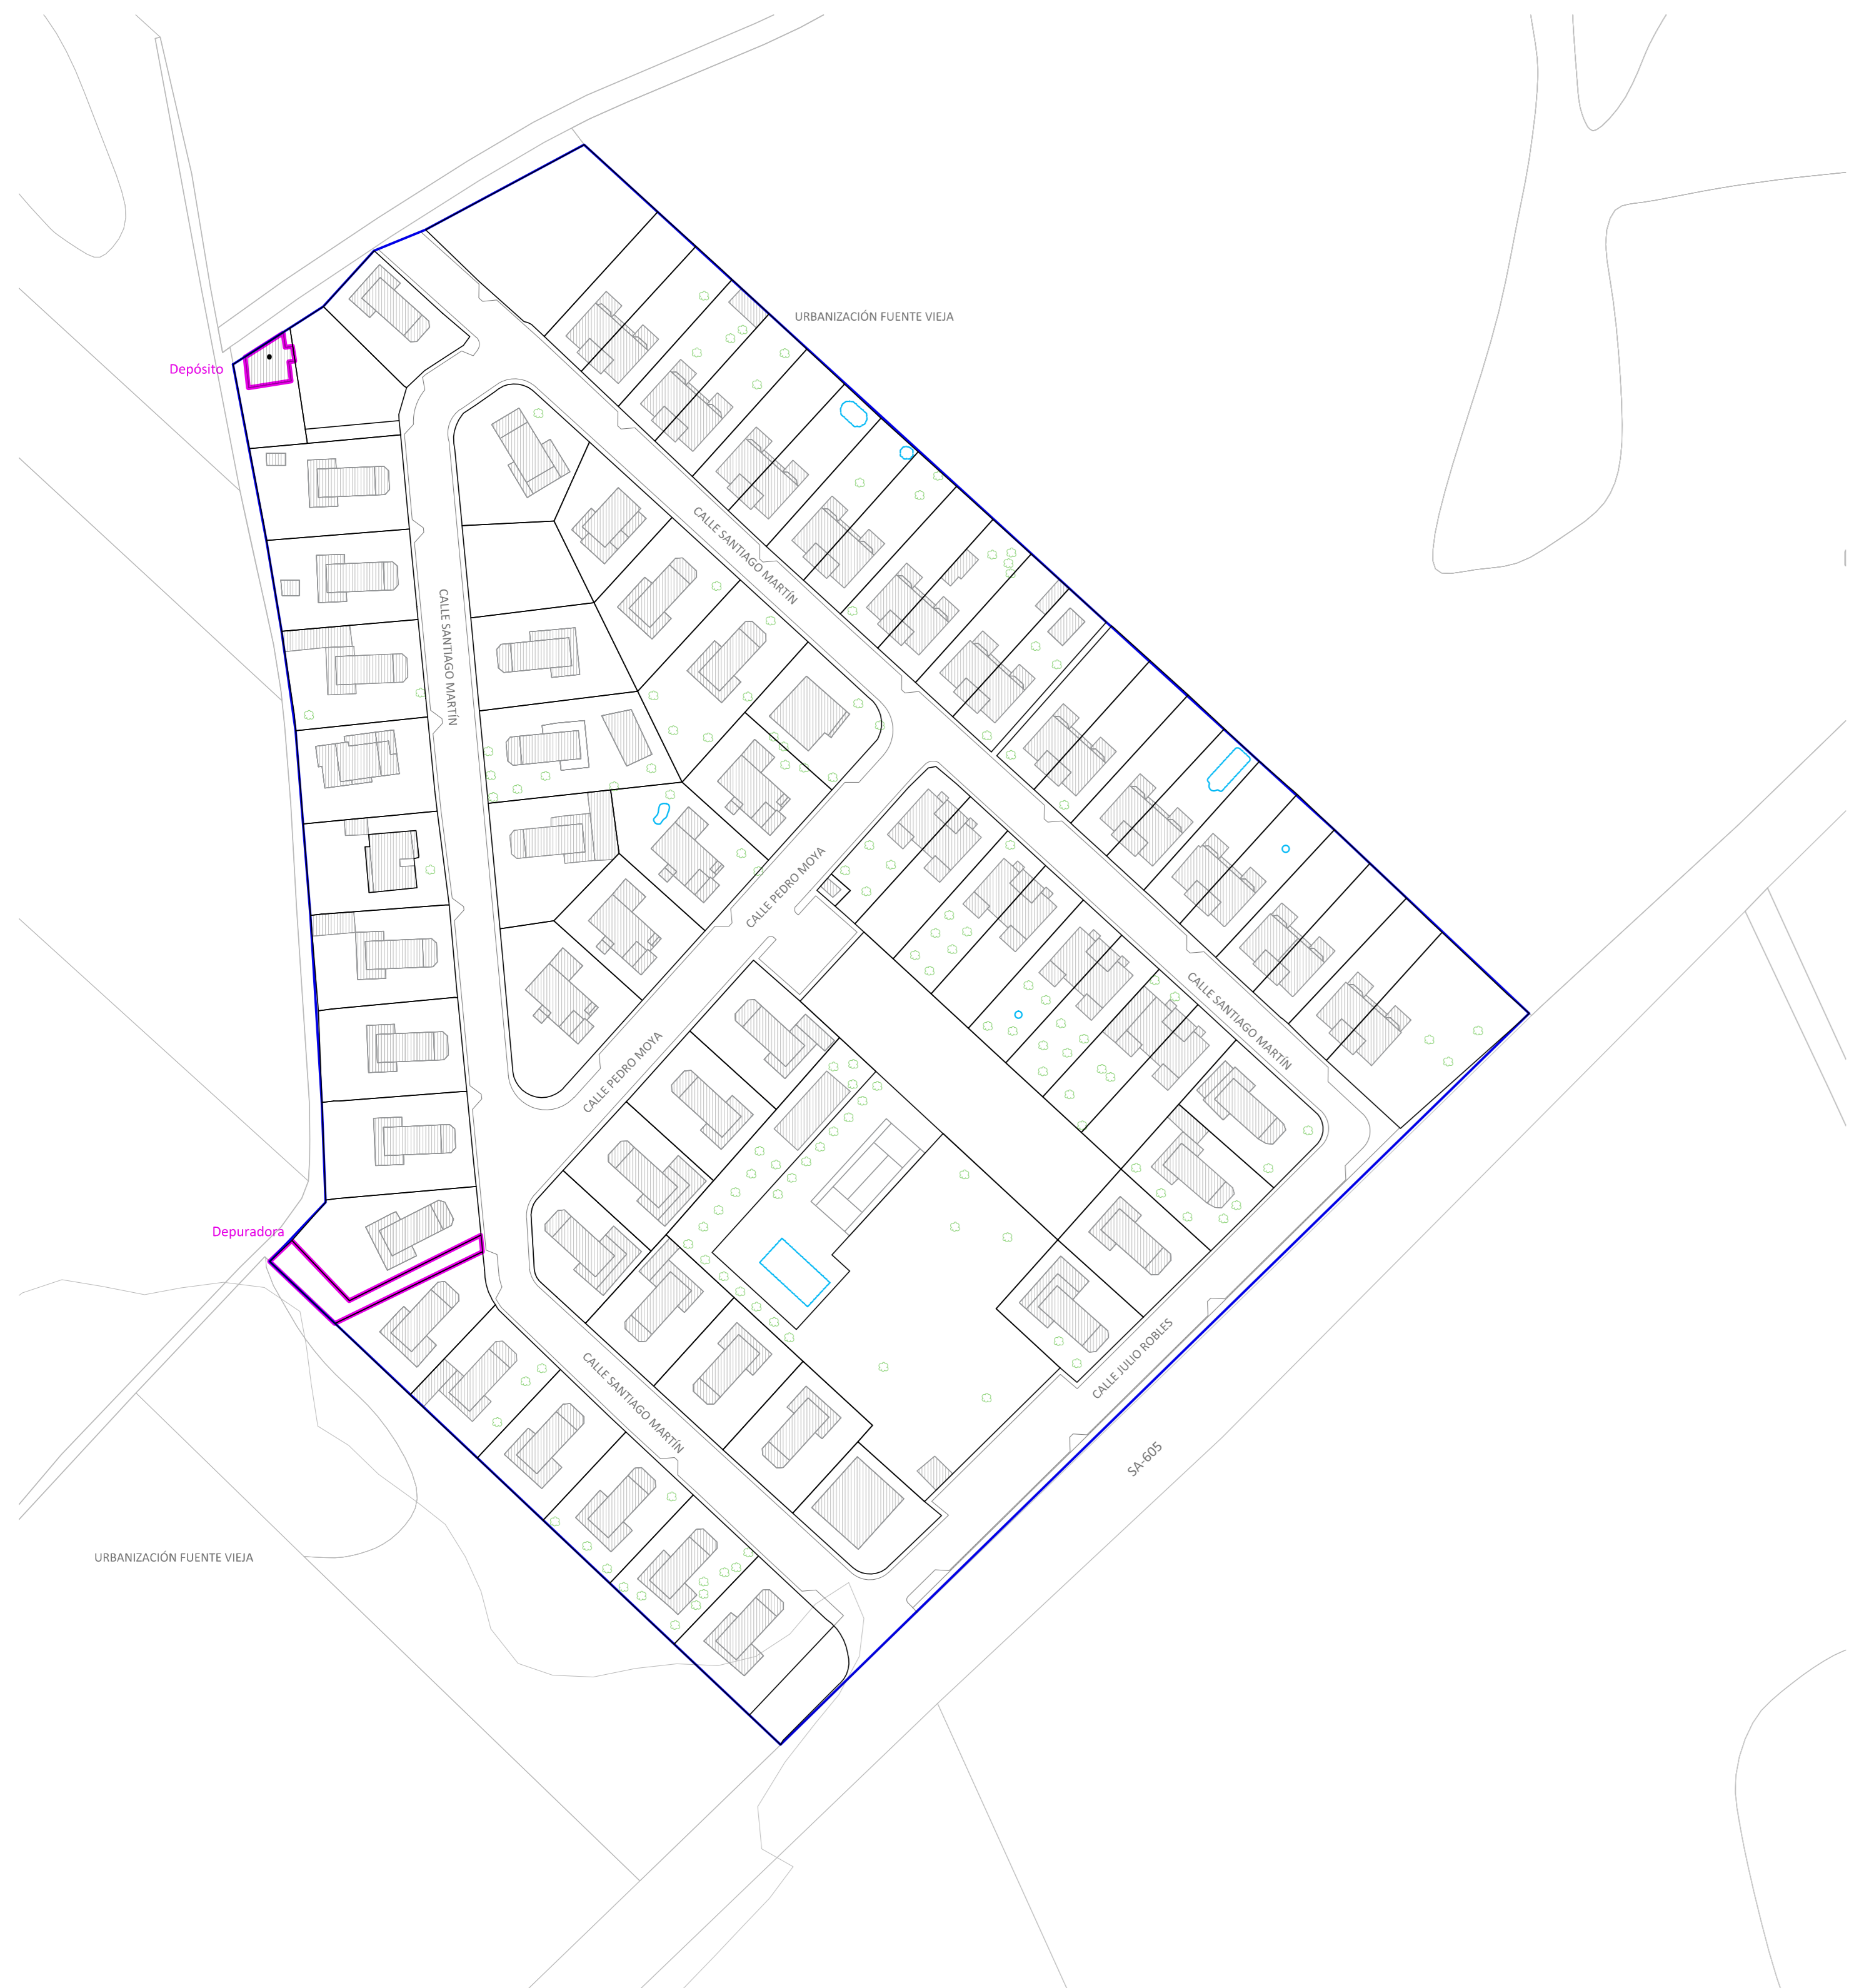 URBANIZACIÓN FUENTE VIEJA
Depósito
CALLE SANTIAGO MARTÍN
CALLE SANTIAGO MARTÍN
CALLE PEDRO MOYA
CALLE SANTIAGO MARTÍN
CALLE PEDRO MOYA
Depuradora
CALLE JULIO ROBLES
CALLE SANTIAGO MARTÍN
SA-605
URBANIZACIÓN FUENTE VIEJA